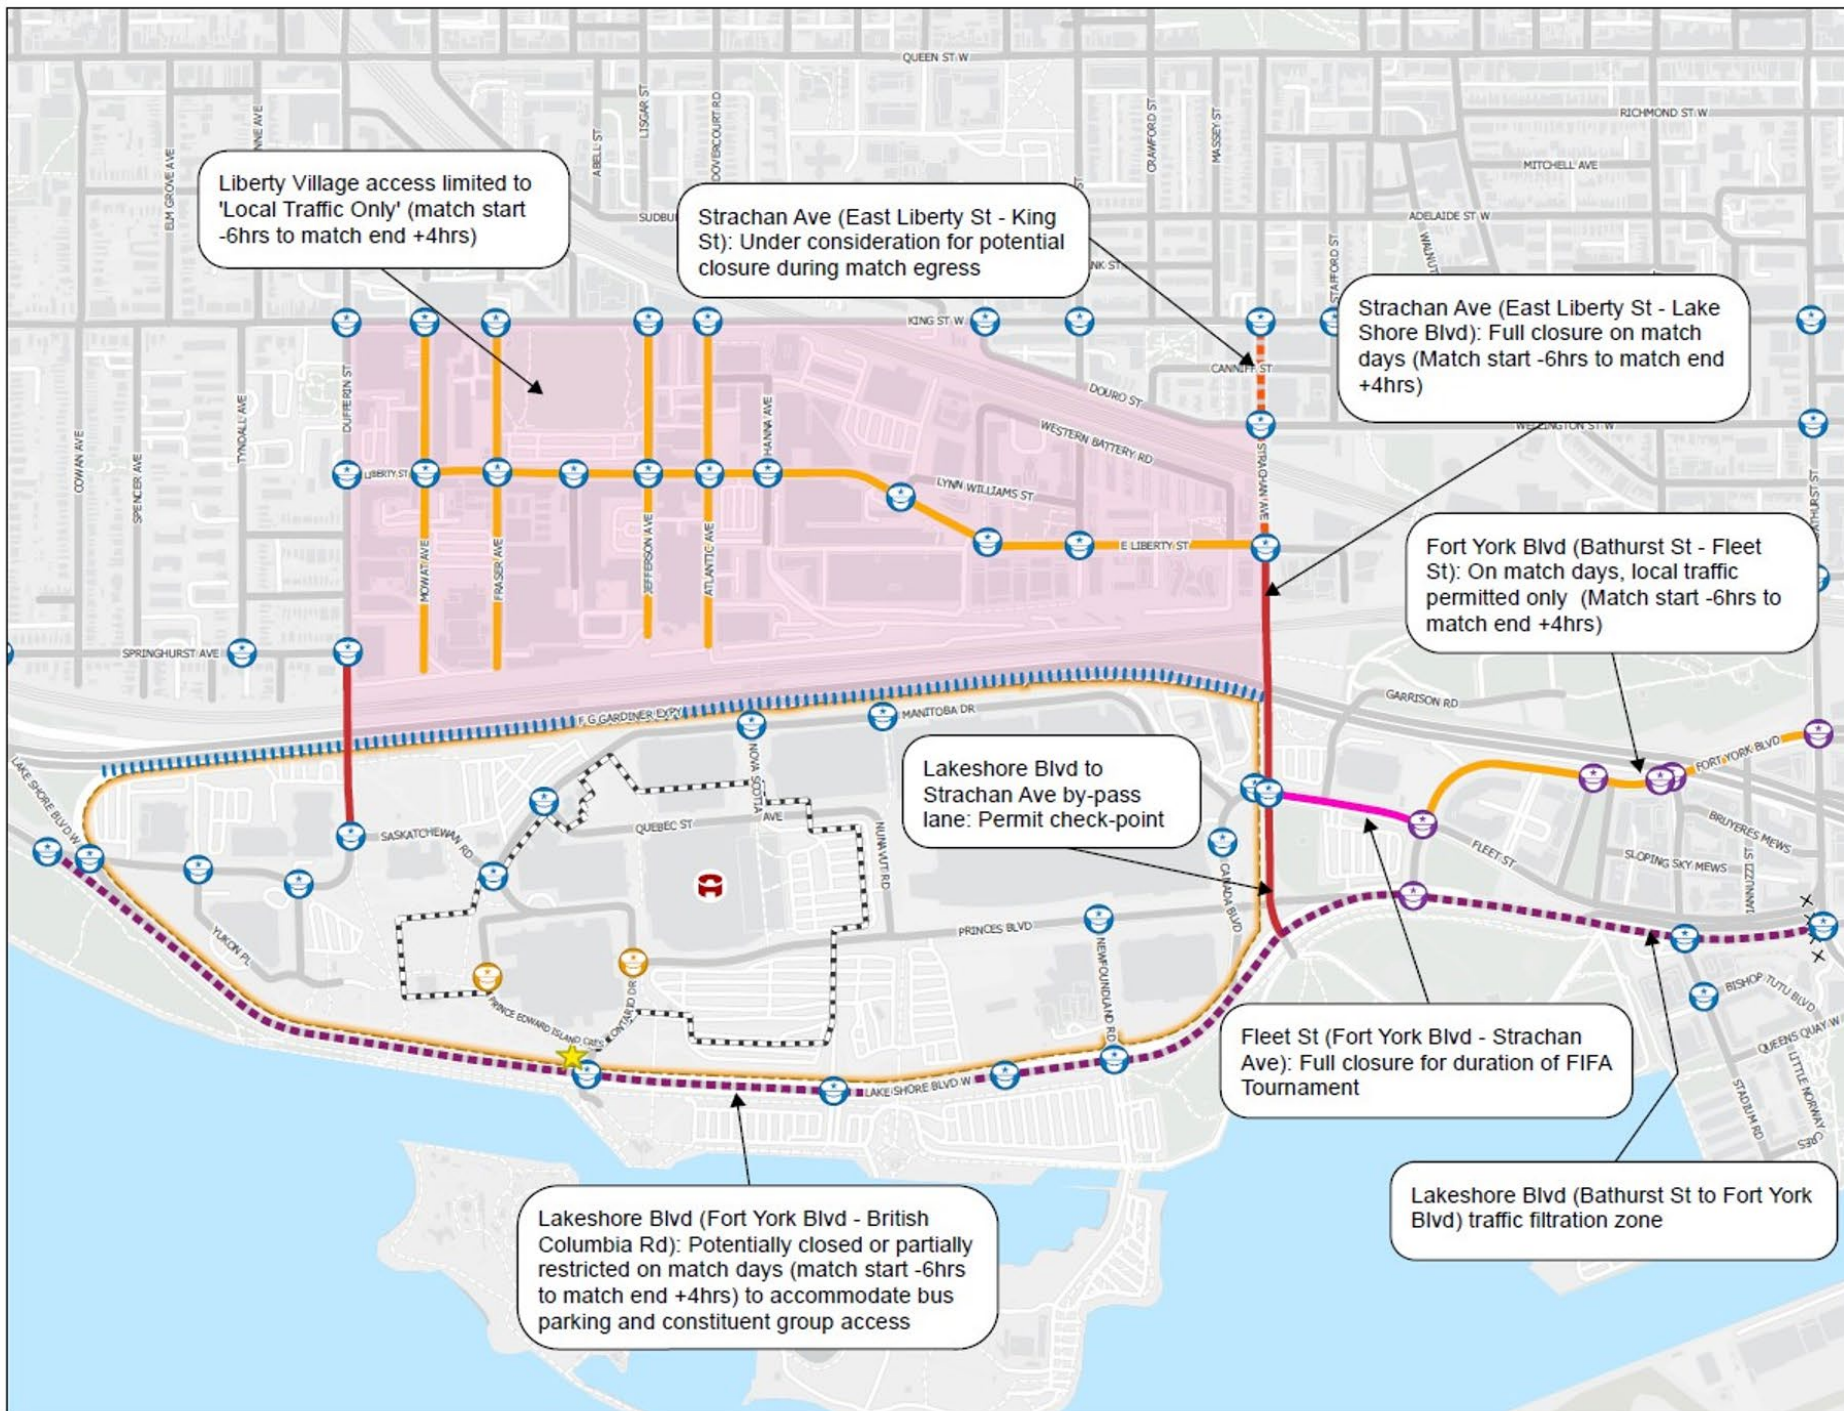 QUEEN ST W
RICHMOND ST W
LISGAR ST
DOVERCOURT RD
ABELL ST
CRAWFORD ST
MASSEY ST
ELM GROVE AVE
MITCHELL AVE
ADELAIDE ST W
STAFFORD ST
Liberty Village access limited to
'Local Traffic Only' (match start
-6hrs to match end +4hrs)
Strachan Ave (East Liberty St - King
St): Under consideration for potential
closure during match egress
Strachan Ave (East Liberty St - Lake
Shore Blvd): Full closure on match
days (Match start -6hrs to match end
+4hrs)
KING ST W
CANNIFF ST
DOURO ST
WELLINGTON ST W
DUFFERIN ST
TYNDALL AVE
COWAN AVE
SPENCER AVE
HANNA AVE
WESTERN BATTERY RD
STRACHAN AVE
LIBERTY ST
LYNN WILLIAMS ST
E LIBERTY ST
MOWAT AVE
FRASER AVE
JEFFERSON AVE
ATLANTIC AVE
Fort York Blvd (Bathurst St - Fleet
St): On match days, local traffic
permitted only (Match start -6hrs to
match end +4hrs)
SPRINGHURST AVE
GARRISON RD
F G GARDINER EXPY
MANITOBA DR
FORT YORK BLVD
LAKE SHORE BLVD W
NOVA SCOTIA AVE
Lakeshore Blvd to
Strachan Ave by-pass
lane: Permit check-point
SASKATCHEWAN RD
QUEBEC ST
NUNAVUT RD
CANADA BLVD
FLEET ST
BRUYERES MEWS
SLOPING SKY MEWS
IANNUZZI ST
YUKON PL
PRINCES BLVD
NEWFOUNDLAND RD
PRINCE EDWARD ISLAND CRES
ONTARIO DR
BISHOP TUTU BLVD
QUEENS QUAY W
LITTLE NORWAY CRES
STADIUM RD
LAKE SHORE BLVD W
Fleet St (Fort York Blvd - Strachan
Ave): Full closure for duration of FIFA
Tournament
Lakeshore Blvd (Bathurst St to Fort York
Blvd) traffic filtration zone
Lakeshore Blvd (Fort York Blvd - British
Columbia Rd): Potentially closed or partially
restricted on match days (match start -6hrs
to match end +4hrs) to accommodate bus
parking and constituent group access